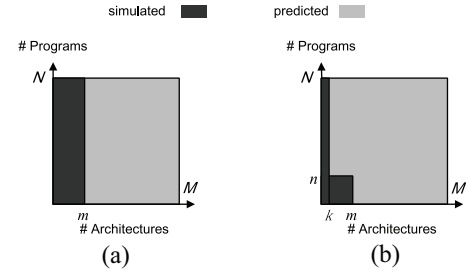 simulated predicted
# Programs # Programs
N N
n
M M
m k m
# Architectures # Architectures
(a) (b)